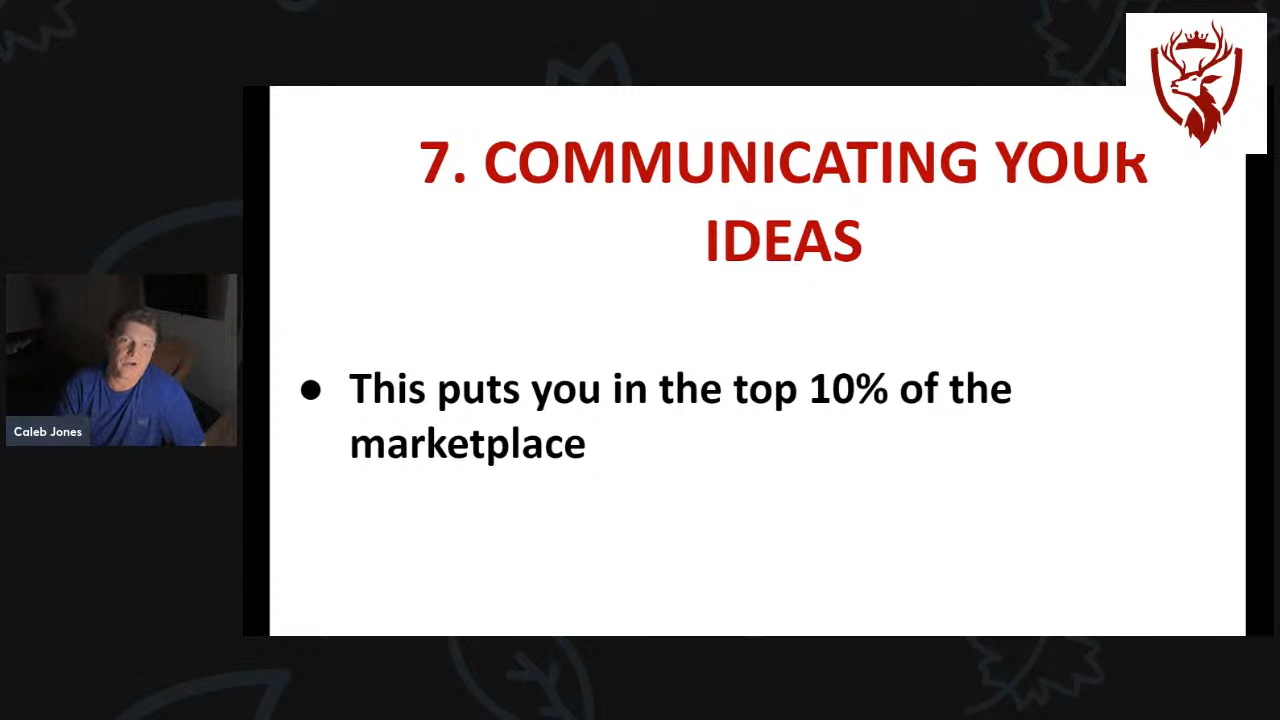 7. COMMUNICATING YOUR
IDEAS
● This puts you in the top 10% of the
marketplace
Caleb Jones